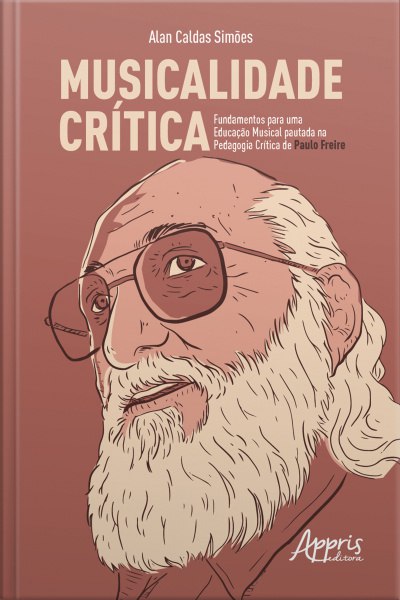 Alan Caldas Simões
MUSICALIDADE
CRÍTICA
Fundamentos para uma
Educação Musical pautada na
Pedagogia Crítica de Paulo Freire
Appris
editora